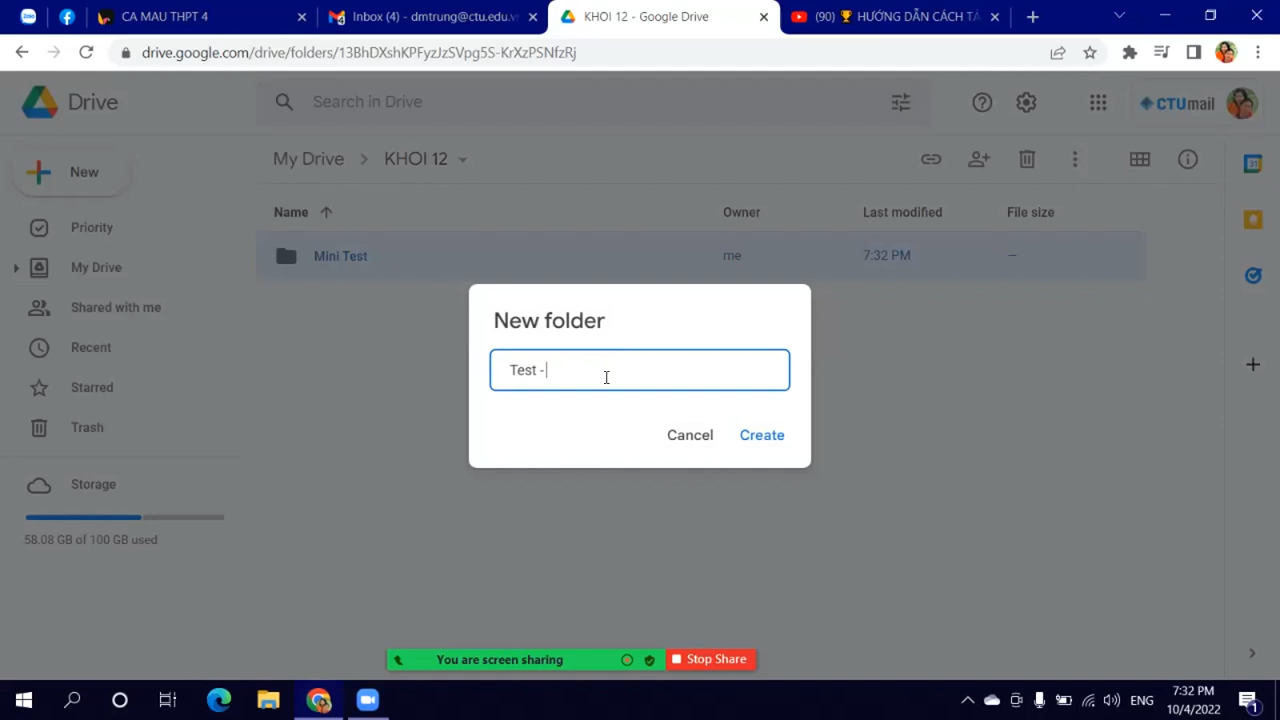 zalo
CA MAU THPT 4
Inbox (4) - dmtrung@ctu.edu.v
KHOI 12 - Google Drive
(90) 🏆 HƯỚNG DẪN CÁCH TẠ
drive.google.com/drive/folders/13BhDXshKPFyzJzSVpg5S-KrXzPSNfzRj
Drive
Search in Drive
CTUmail
New
My Drive
KHOI 12
Name
Owner
Last modified
File size
Mini Test
me
7:32 PM
–
Priority
My Drive
Shared with me
Recent
Starred
Trash
Storage
58.08 GB of 100 GB used
New folder
Test -
Cancel
Create
31
You are screen sharing
Stop Share
ENG
7:32 PM
10/4/2022
1